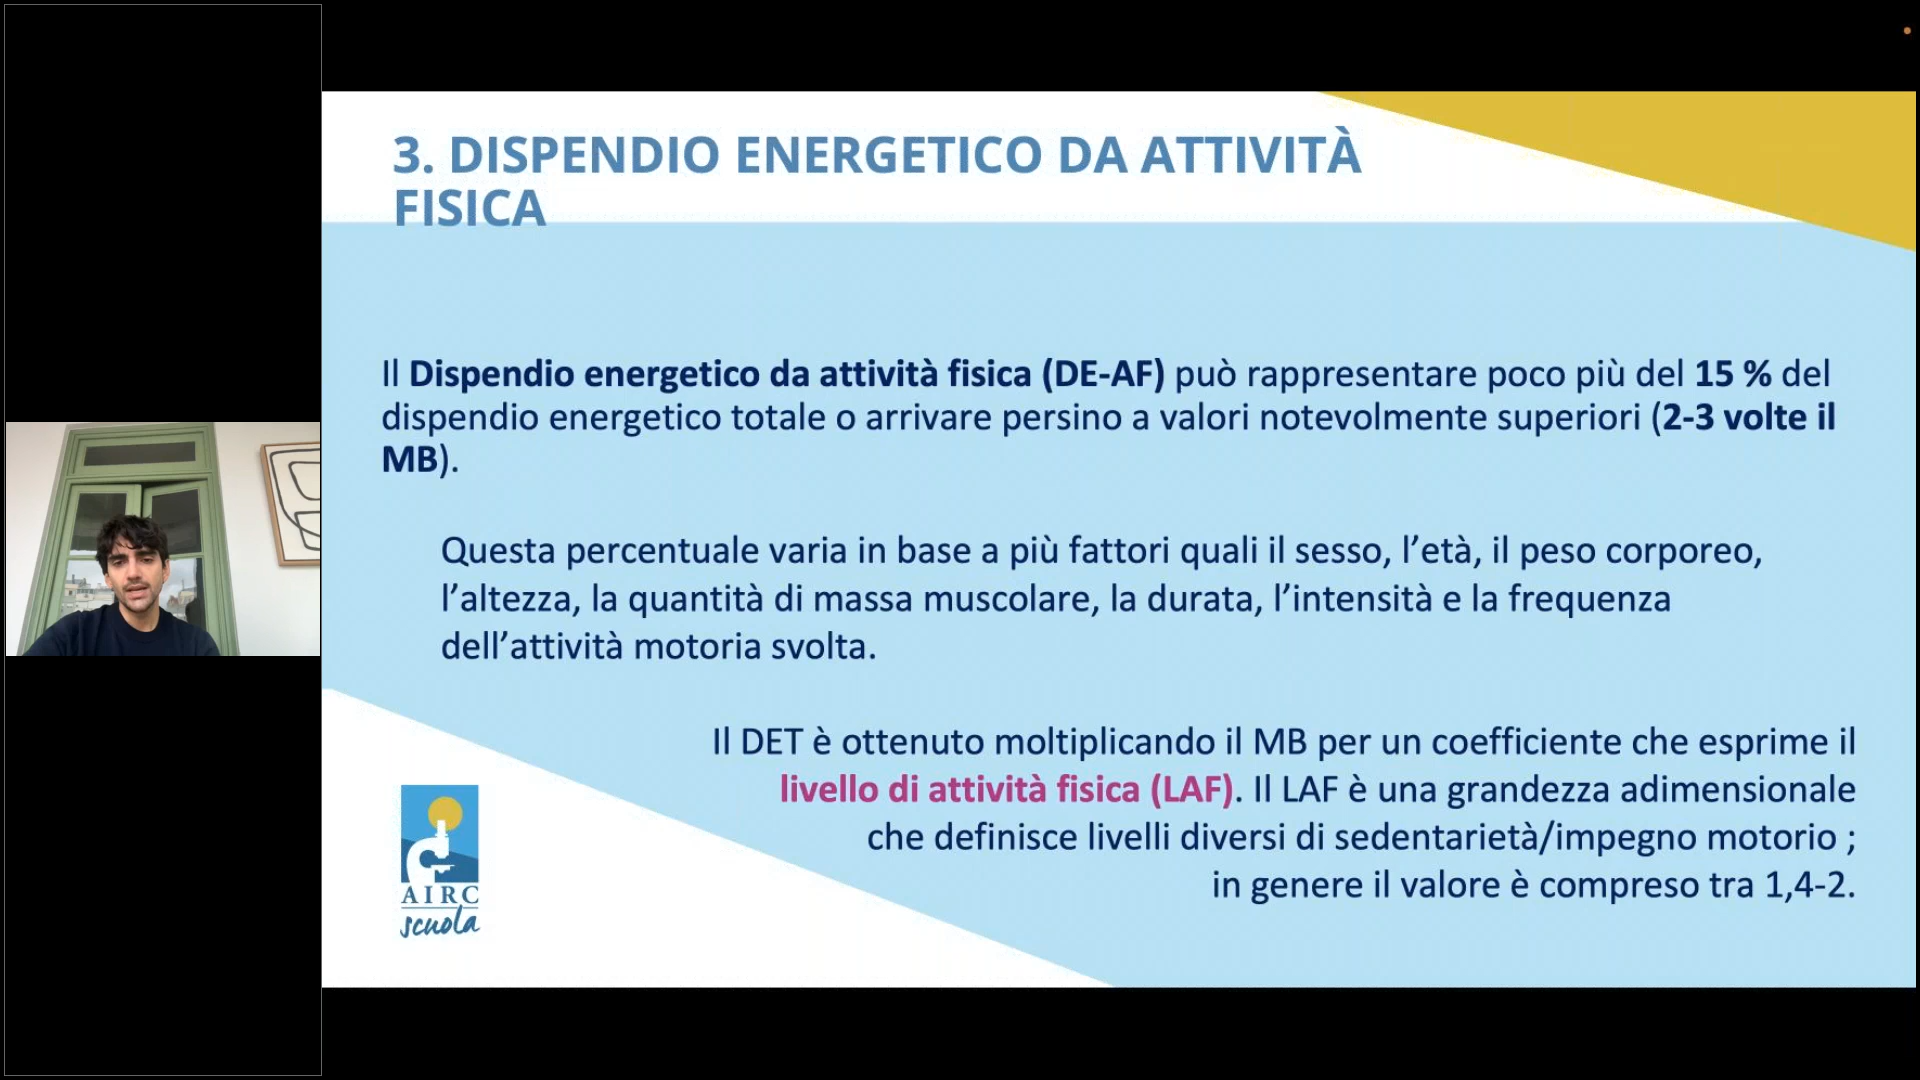 3. DISPENDIO ENERGETICO DA ATTIVITÀ
FISICA
Il Dispendio energetico da attività fisica (DE-AF) può rappresentare poco più del 15 % del
dispendio energetico totale o arrivare persino a valori notevolmente superiori (2-3 volte il
MB).
Questa percentuale varia in base a più fattori quali il sesso, l’età, il peso corporeo,
l’altezza, la quantità di massa muscolare, la durata, l’intensità e la frequenza
dell’attività motoria svolta.
Il DET è ottenuto moltiplicando il MB per un coefficiente che esprime il
livello di attività fisica (LAF). Il LAF è una grandezza adimensionale
che definisce livelli diversi di sedentarietà/impegno motorio ;
in genere il valore è compreso tra 1,4-2.
AIRC
scuola